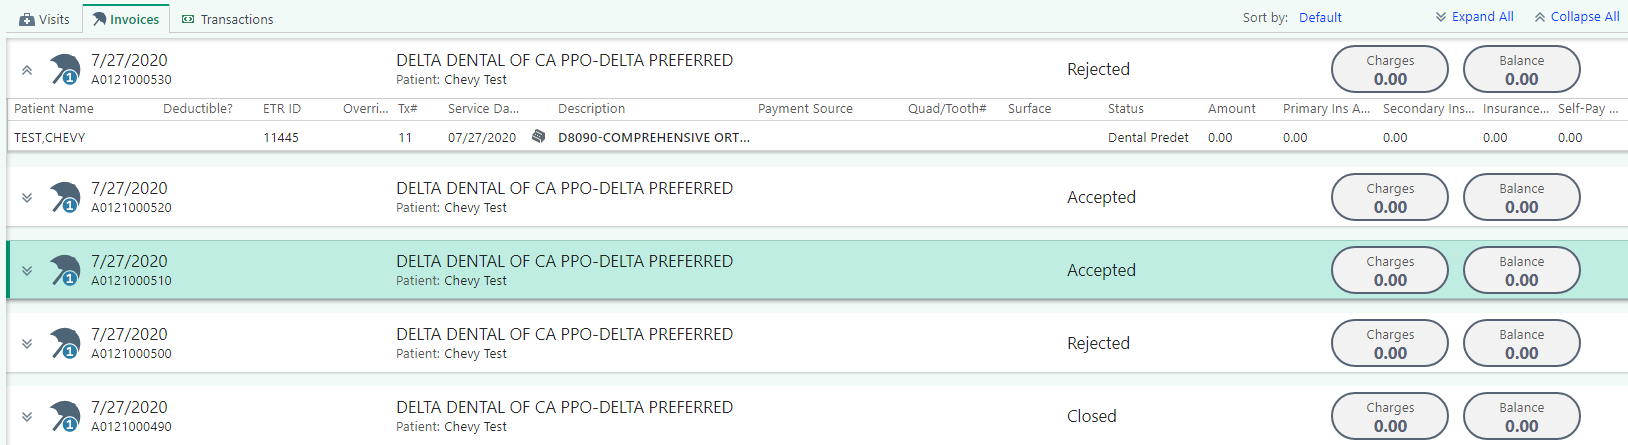 Visits Invoices Transactions Sort by: Default Expand All Collapse All
7/27/2020 DELTA DENTAL OF CA PPO-DELTA PREFERRED Rejected Charges Balance
1 A0121000530 Patient: Chevy Test 0.00 0.00
Patient Name Deductible? ETR ID Overri... Tx# Service Da... Description Payment Source Quad/Tooth# Surface Status Amount Primary Ins A... Secondary Ins... Insurance... Self-Pay ...
TEST,CHEVY 11445 11 07/27/2020 D8090-COMPREHENSIVE ORT... Dental Predet 0.00 0.00 0.00 0.00 0.00
7/27/2020 DELTA DENTAL OF CA PPO-DELTA PREFERRED Accepted Charges Balance
1 A0121000520 Patient: Chevy Test 0.00 0.00
7/27/2020 DELTA DENTAL OF CA PPO-DELTA PREFERRED Accepted Charges Balance
1 A0121000510 Patient: Chevy Test 0.00 0.00
7/27/2020 DELTA DENTAL OF CA PPO-DELTA PREFERRED Rejected Charges Balance
1 A0121000500 Patient: Chevy Test 0.00 0.00
7/27/2020 DELTA DENTAL OF CA PPO-DELTA PREFERRED Closed Charges Balance
1 A0121000490 Patient: Chevy Test 0.00 0.00